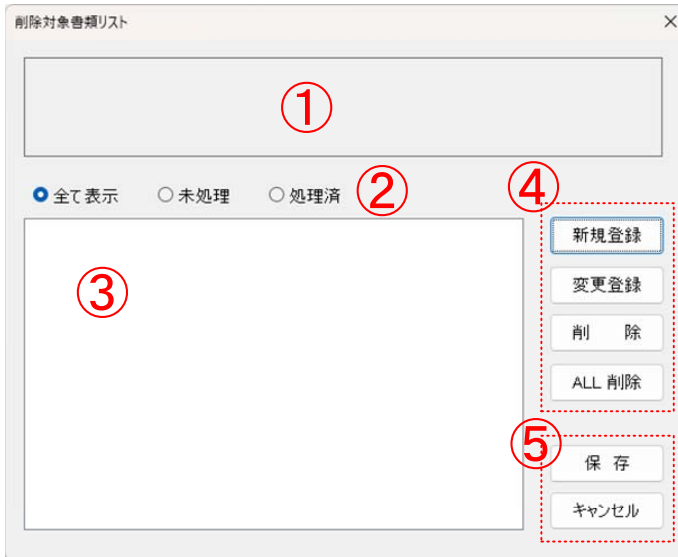 削除対象書類リスト
①
全て表示 未処理 処理済 ②
③
④
新規登録
変更登録
削　除
ALL 削除
⑤
保 存
キャンセル